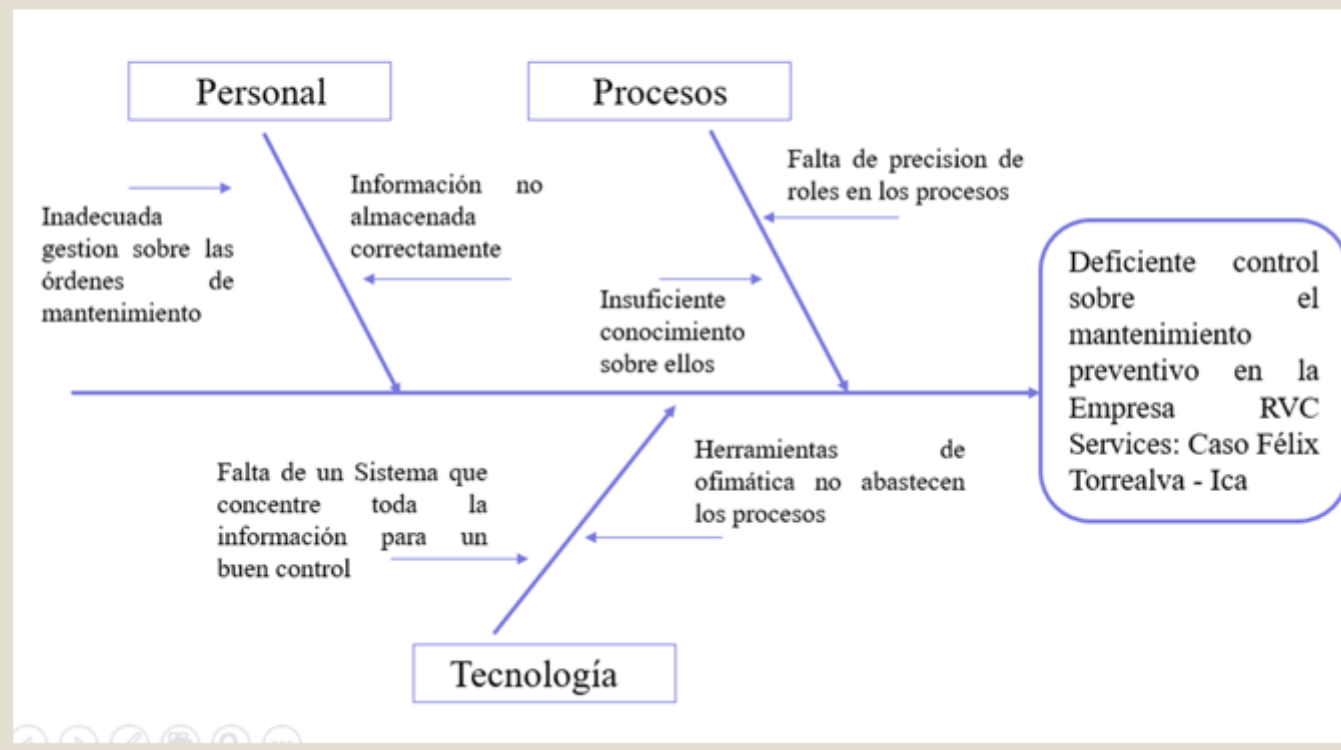 Personal
Procesos
Inadecuada
gestion sobre las
órdenes de
mantenimiento
Información no
almacenada
correctamente
Falta de precision de
roles en los procesos
Insuficiente
conocimiento
sobre ellos
Deficiente control
sobre el
mantenimiento
preventivo en la
Empresa RVC
Services: Caso Félix
Torrealva - Ica
Falta de un Sistema que
concentre toda la
información para un
buen control
Herramientas de
ofimática no abastecen
los procesos
Tecnología